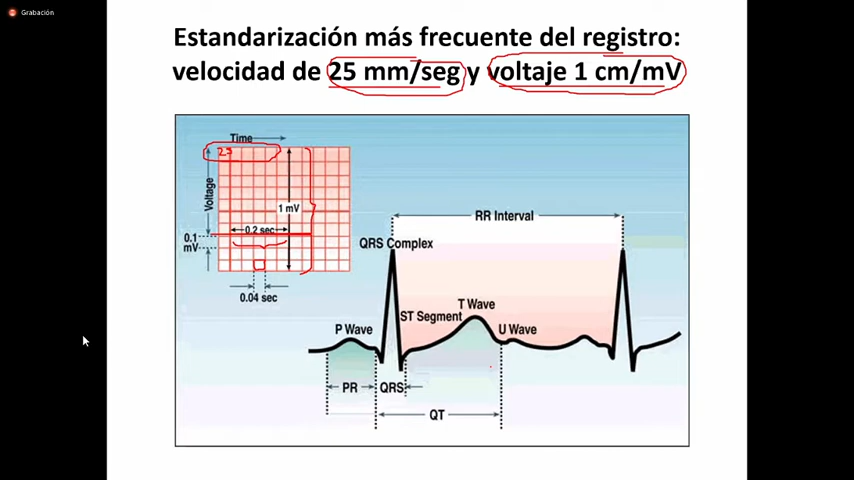 Grabación
Estandarización más frecuente del registro:
velocidad de 25 mm/seg y voltaje 1 cm/mV
Time
25
Voltage
1 mV
0.2 sec
0.1
mV
0.04 sec
RR Interval
QRS Complex
T Wave
ST Segment
P Wave
U Wave
PR
QRS
QT